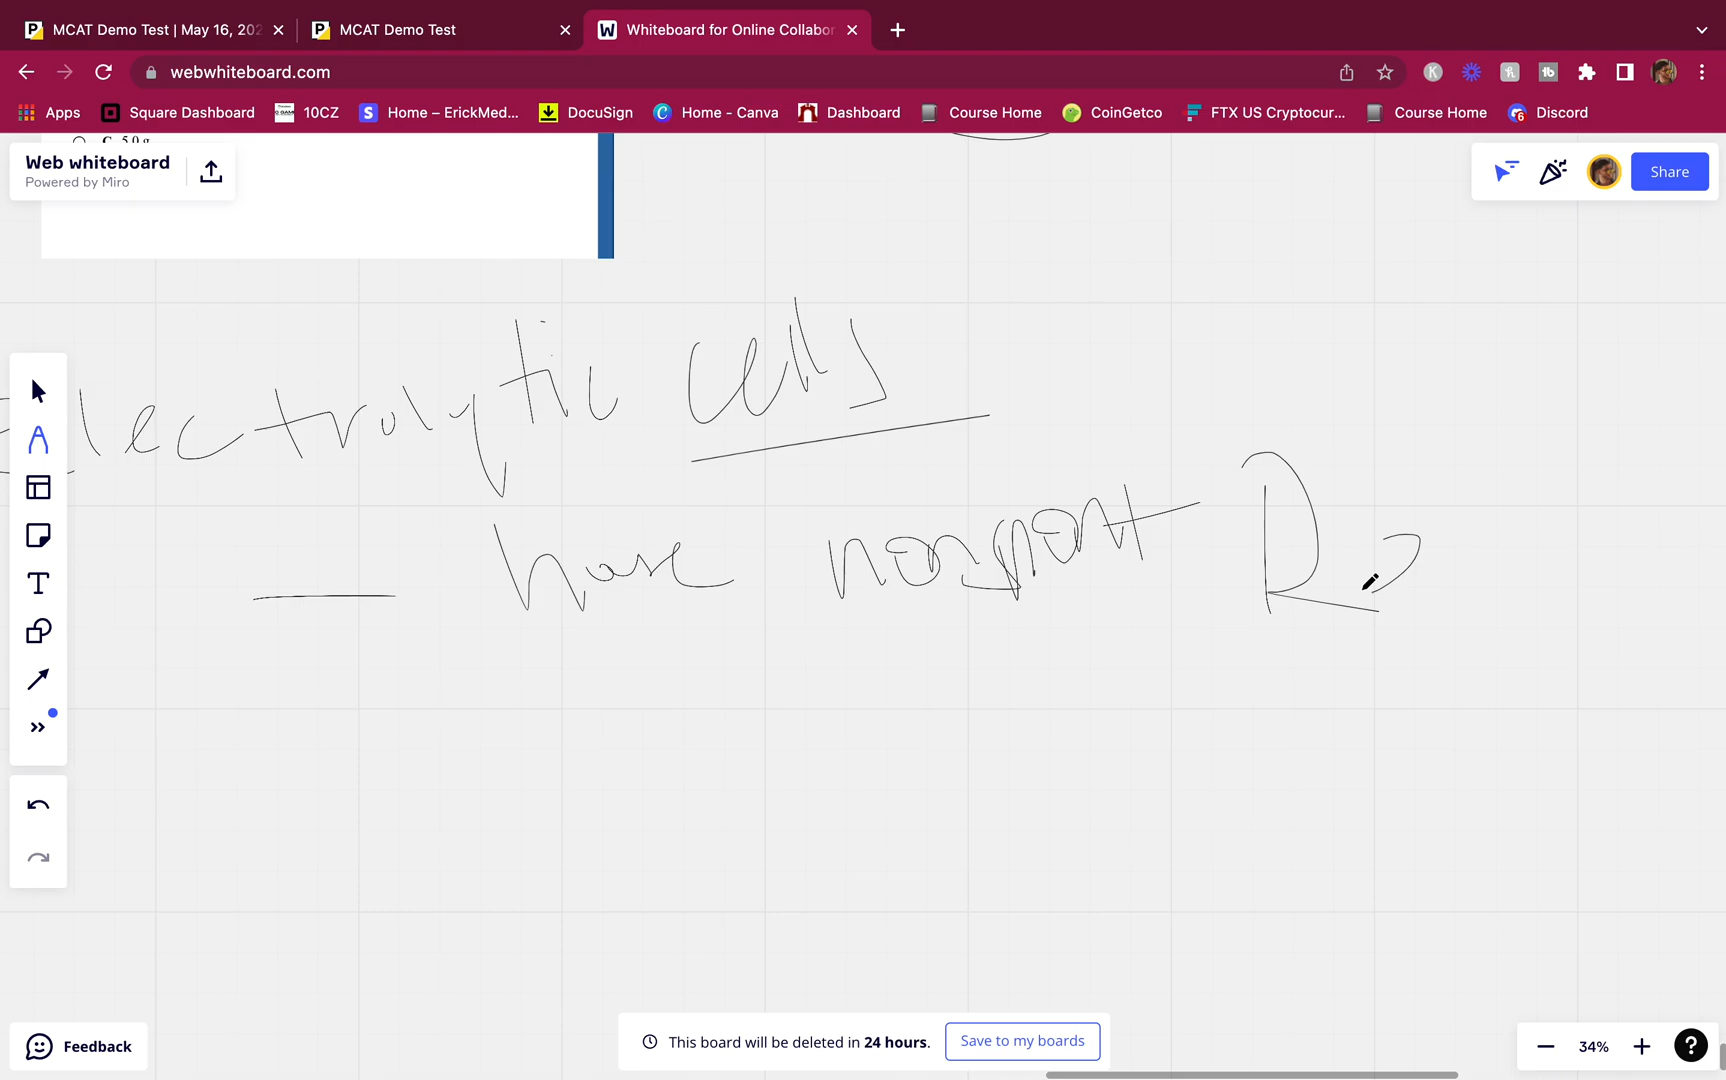 MCAT Demo Test | May 16, 202
MCAT Demo Test
Whiteboard for Online Collabor
webwhiteboard.com
Apps
Square Dashboard
10CZ
Home – ErickMed...
DocuSign
Home - Canva
Dashboard
Course Home
CoinGetco
FTX US Cryptocur...
Course Home
Discord
C. 5.0 g
Web whiteboard
Powered by Miro
Share
Electrolytic cells
— have nonspont
This board will be deleted in 24 hours.
Save to my boards
Feedback
34%